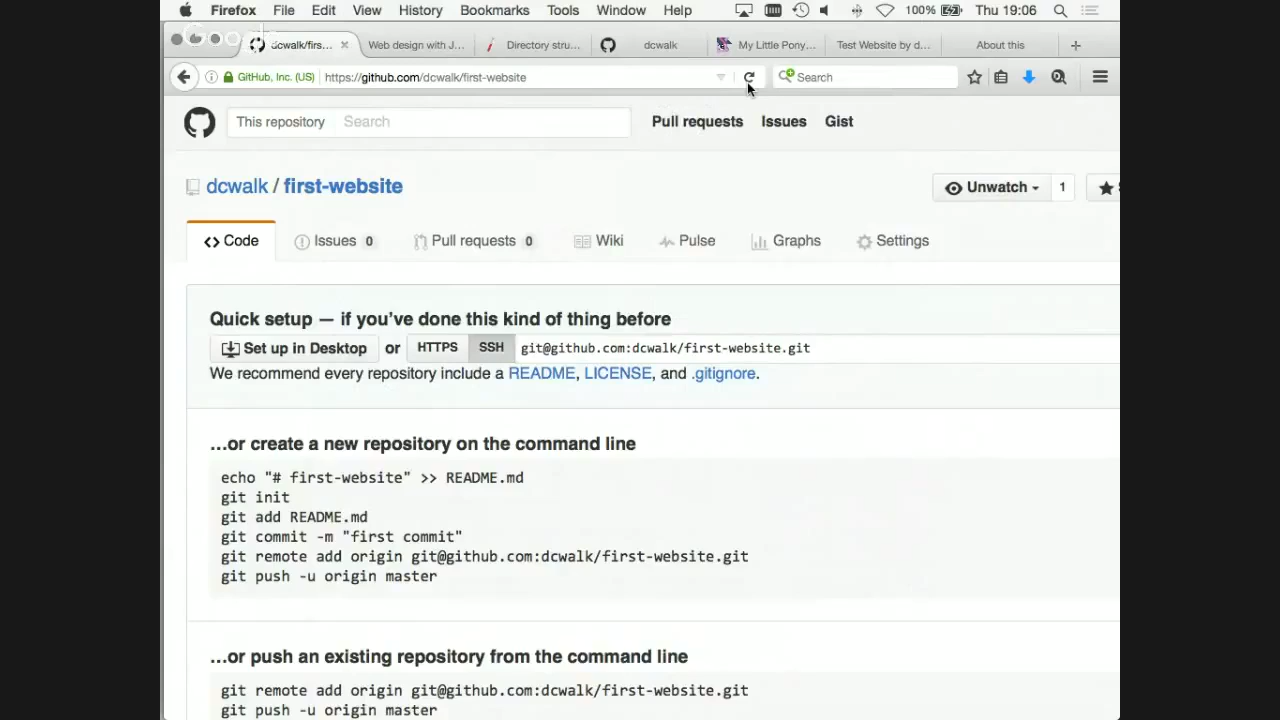 Firefox File Edit View History Bookmarks Tools Window Help 100% Thu 19:06
Google
dcwalk/firs... Web design with J... Directory stru... dcwalk My Little Pony... Test Website by d... About this
GitHub, Inc. (US) https://github.com/dcwalk/first-website Search
This repository Search Pull requests Issues Gist
dcwalk / first-website Unwatch 1
Code Issues 0 Pull requests 0 Wiki Pulse Graphs Settings
Quick setup — if you've done this kind of thing before
Set up in Desktop or HTTPS SSH git@github.com:dcwalk/first-website.git
We recommend every repository include a README, LICENSE, and .gitignore.
…or create a new repository on the command line
echo "# first-website" >> README.md
git init
git add README.md
git commit -m "first commit"
git remote add origin git@github.com:dcwalk/first-website.git
git push -u origin master
…or push an existing repository from the command line
git remote add origin git@github.com:dcwalk/first-website.git
git push -u origin master